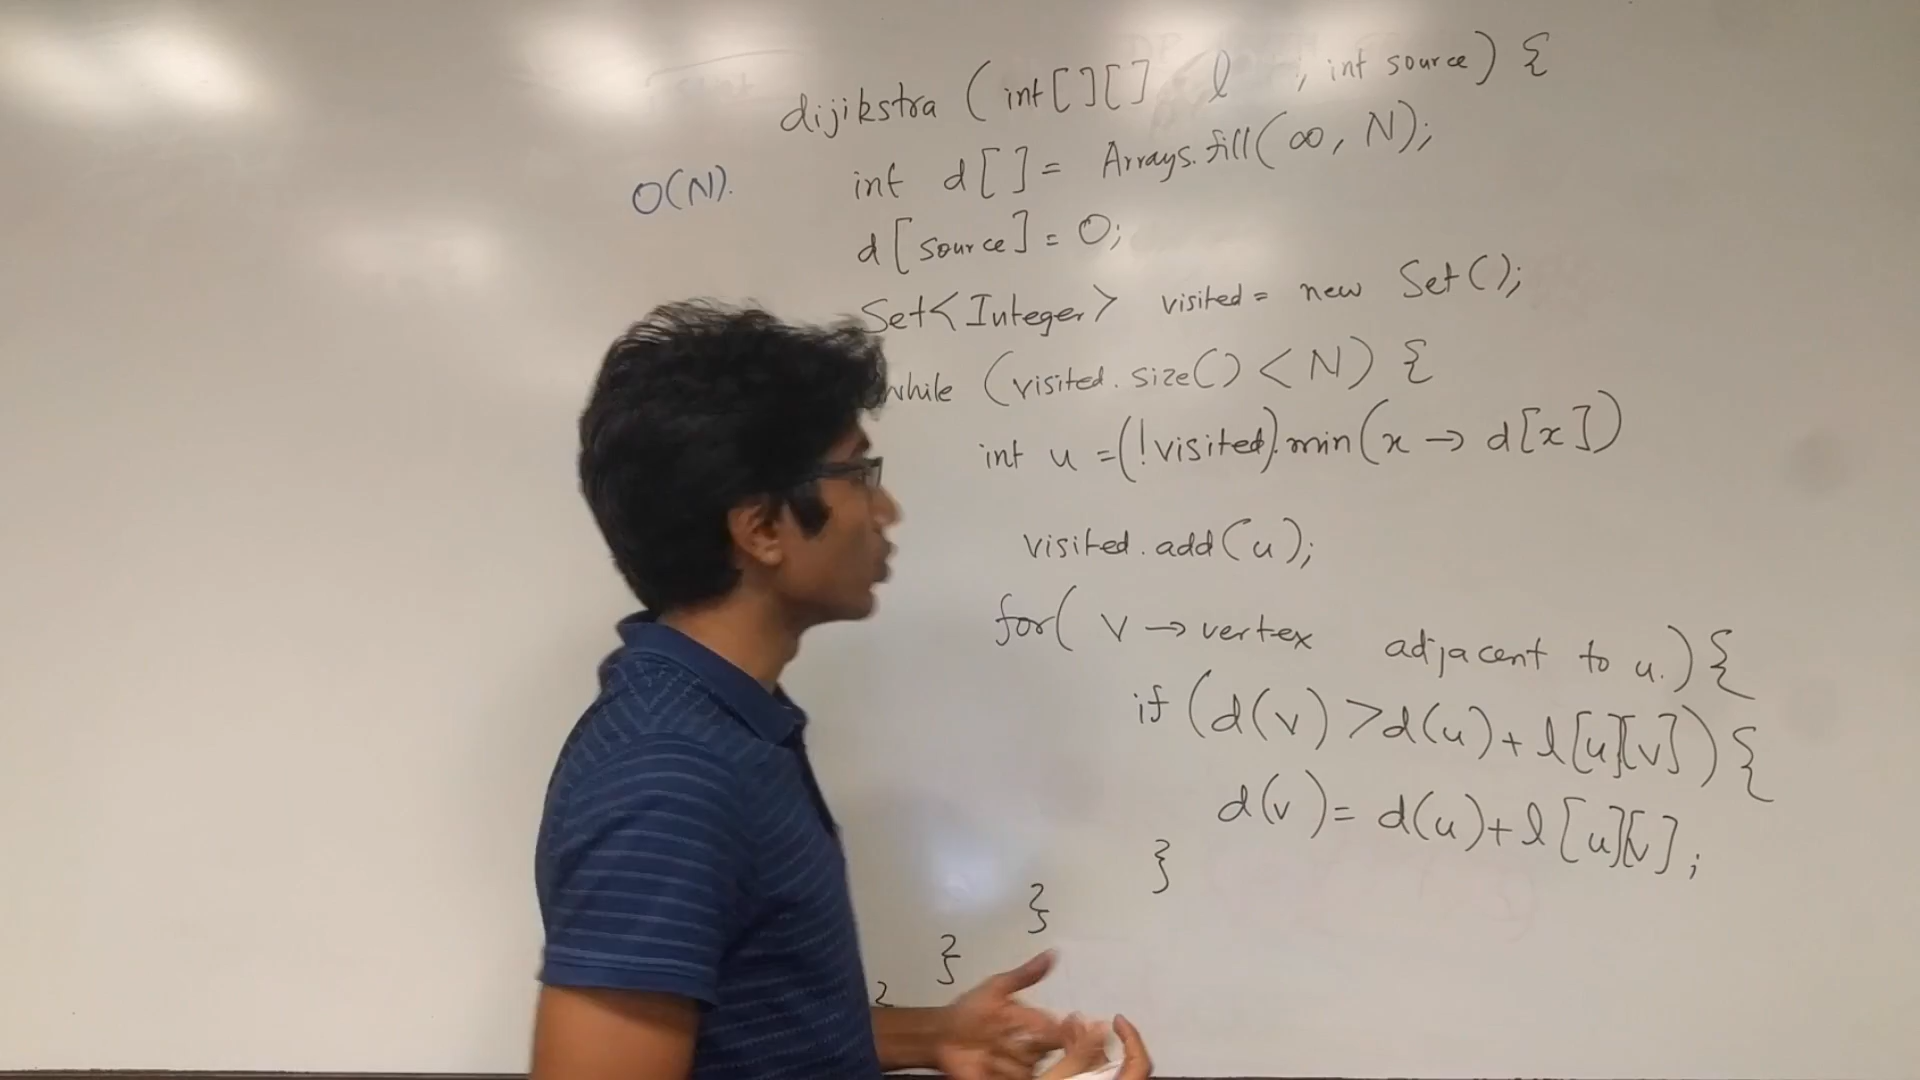 dijikstra (int[][] l , int source) {
O(N).
int d[] = Arrays.fill(∞, N);
d[source] = 0;
Set<Integer> visited = new Set();
while (visited.size() < N) {
int u = (!visited).min(x → d[x])
visited.add(u);
for( v → vertex adjacent to u.) {
if (d(v) > d(u) + l[u][v]) {
d(v) = d(u) + l[u][v];
}
}
}